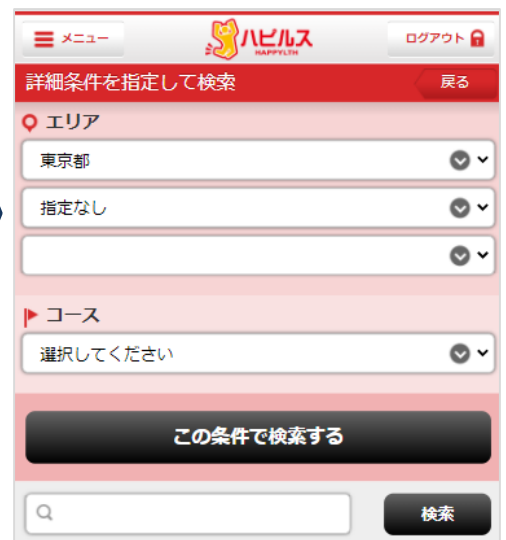 メニュー
ハピルス
HAPPYLTH
ログアウト
詳細条件を指定して検索
戻る
エリア
東京都
指定なし
コース
選択してください
この条件で検索する
検索